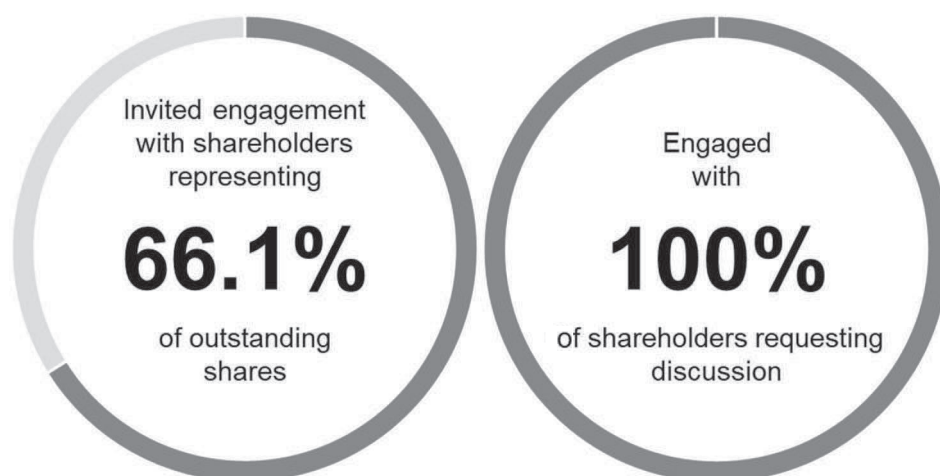 Invited engagement
with shareholders
representing
66.1%
of outstanding
shares
Engaged
with
100%
of shareholders requesting
discussion